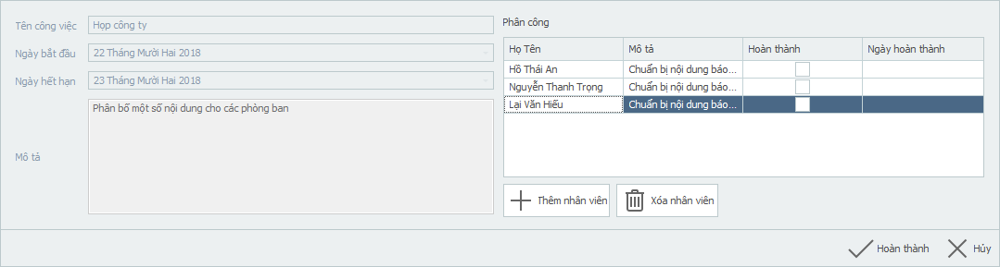 Tên công việc
Họp công ty
Ngày bắt đầu
22 Tháng Mười Hai 2018
Ngày hết hạn
23 Tháng Mười Hai 2018
Mô tả
Phân bố một số nội dung cho các phòng ban
Phân công
Họ Tên Mô tả Hoàn thành Ngày hoàn thành
Hồ Thái An Chuẩn bị nội dung báo...
Nguyễn Thanh Trọng Chuẩn bị nội dung báo...
Lại Văn Hiếu Chuẩn bị nội dung báo...
Thêm nhân viên Xóa nhân viên
Hoàn thành Hủy